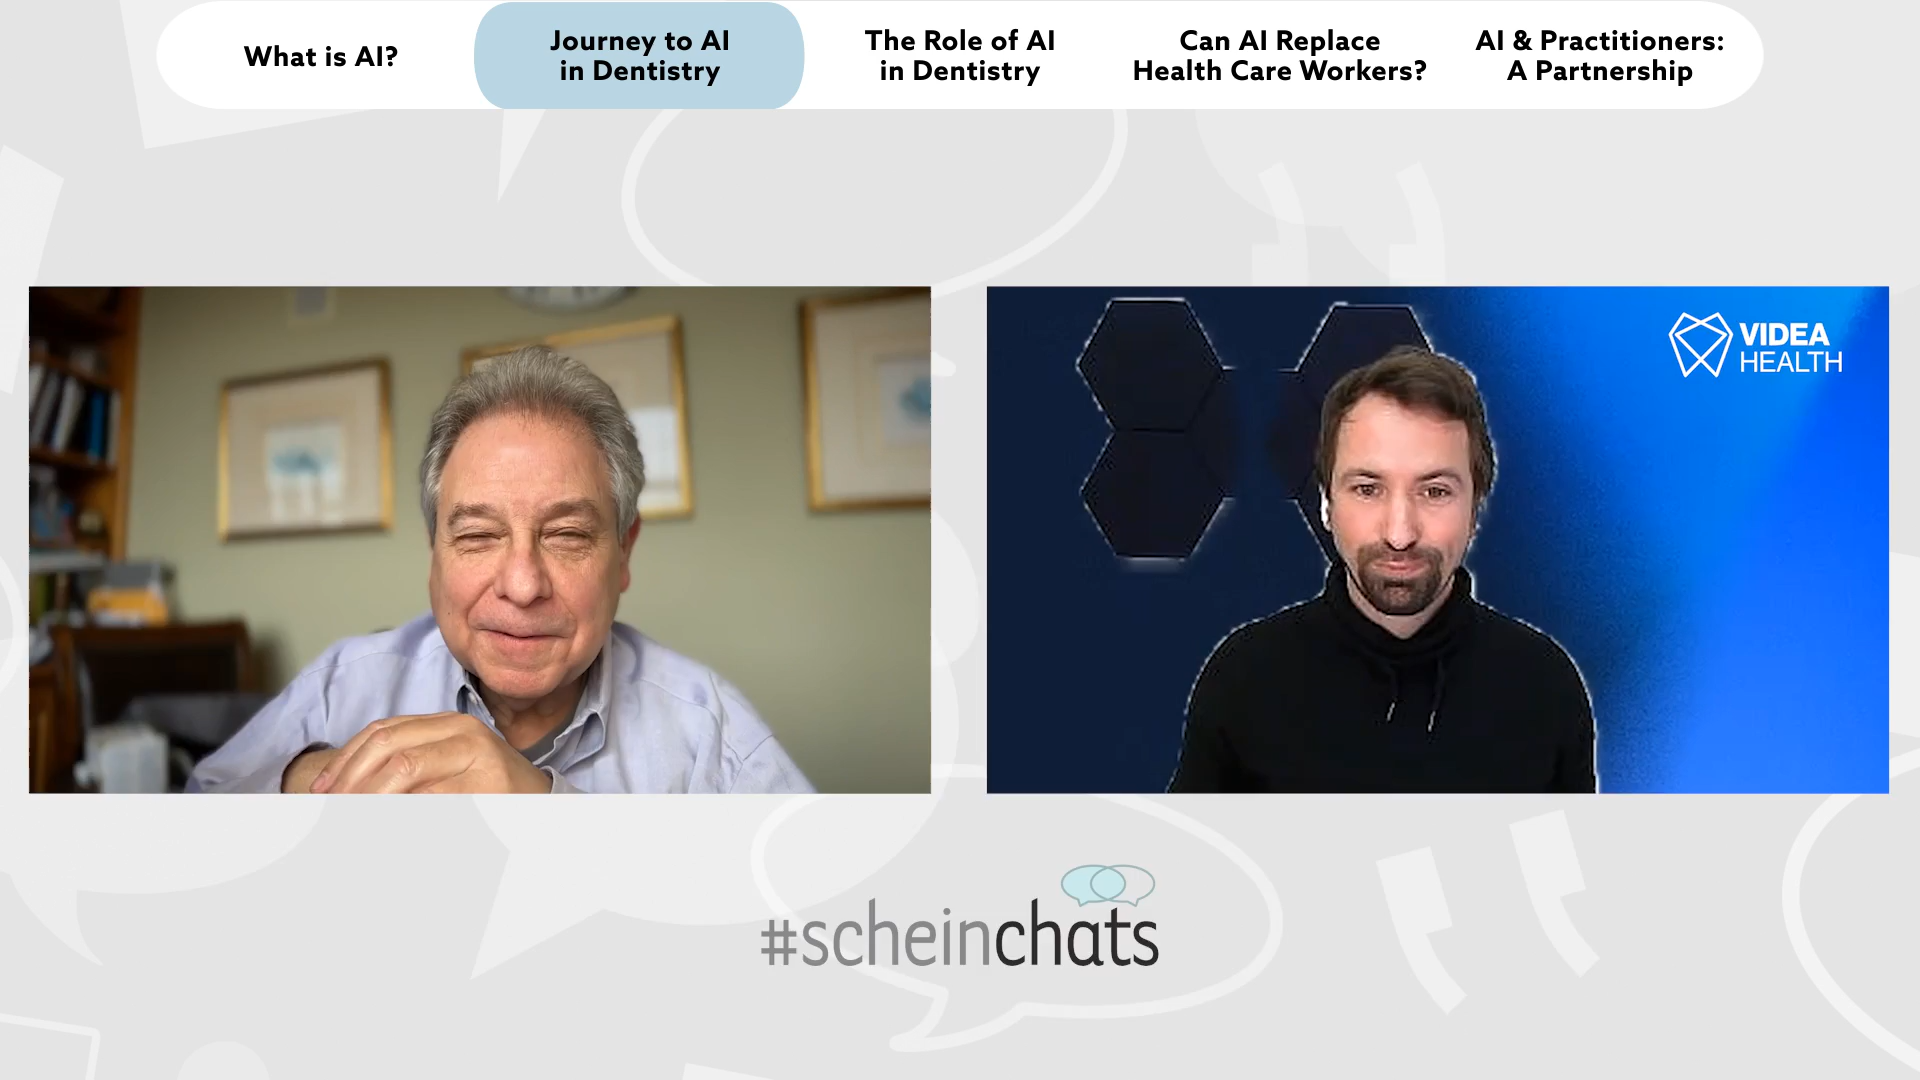 What is AI?
Journey to AI
in Dentistry
The Role of AI
in Dentistry
Can AI Replace
Health Care Workers?
AI & Practitioners:
A Partnership
VIDEA
HEALTH
#scheinchats